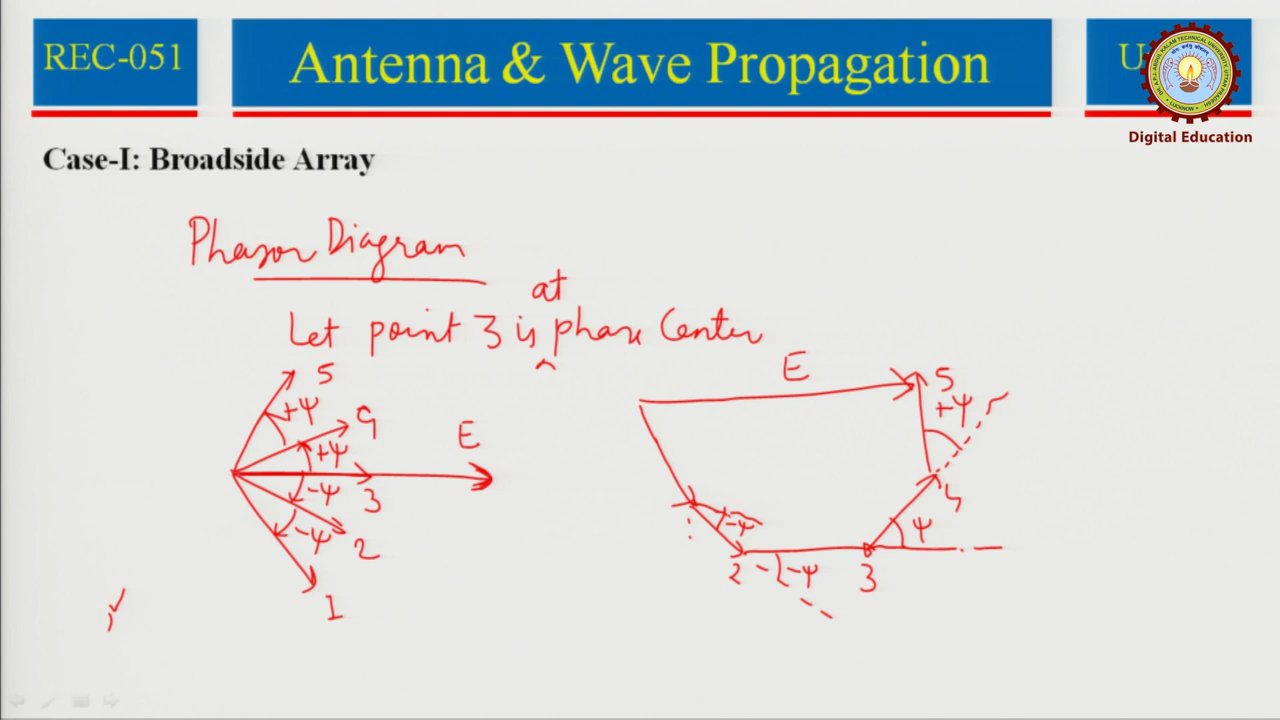 REC-051
Antenna & Wave Propagation
U
Digital Education
Case-I: Broadside Array
Phasor Diagram
at
Let point 3 is ^ phase Center
5
+ψ
4
+ψ
E
3
-ψ
-ψ
2
1
E
5
+ψ
4
ψ
-ψ
2
3